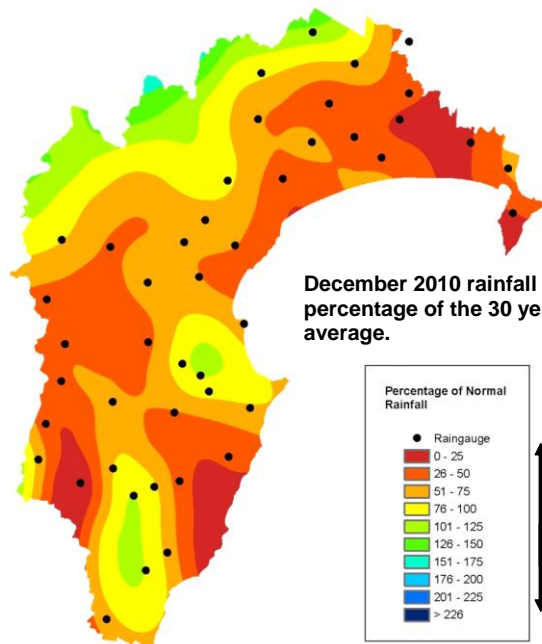 December 2010 rainfall
percentage of the 30 ye
average.
Percentage of Normal
Rainfall
Raingauge
0 - 25
26 - 50
51 - 75
76 - 100
101 - 125
126 - 150
151 - 175
176 - 200
201 - 225
> 226